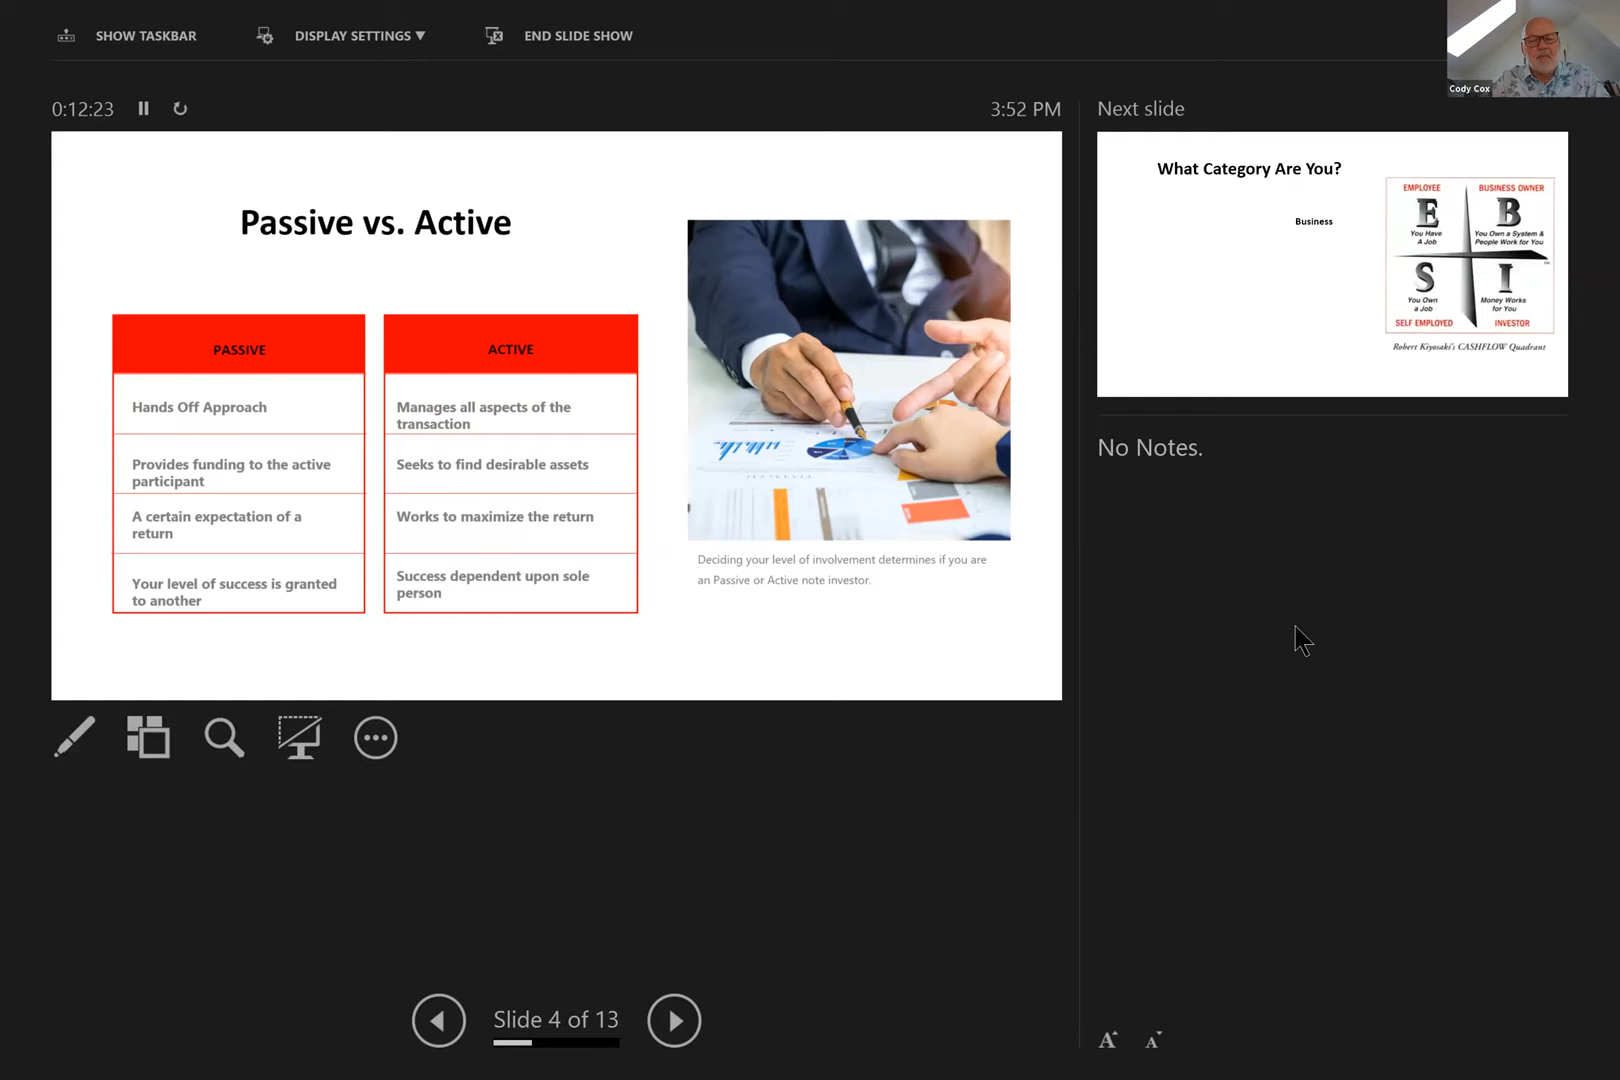 SHOW TASKBAR
DISPLAY SETTINGS ▼
END SLIDE SHOW
Cody Cox
0:12:23
3:52 PM
Next slide
Passive vs. Active
PASSIVE
Hands Off Approach
Provides funding to the active
participant
A certain expectation of a
return
Your level of success is granted
to another
ACTIVE
Manages all aspects of the
transaction
Seeks to find desirable assets
Works to maximize the return
Success dependent upon sole
person
Deciding your level of involvement determines if you are
an Passive or Active note investor.
What Category Are You?
Business
EMPLOYEE
E
You Have
A Job
BUSINESS OWNER
B
You Own a System &
People Work for You
S
You Own
a Job
SELF EMPLOYED
I
Money Works
for You
INVESTOR
Robert Kiyosaki's CASHFLOW Quadrant
No Notes.
Slide 4 of 13
A
A